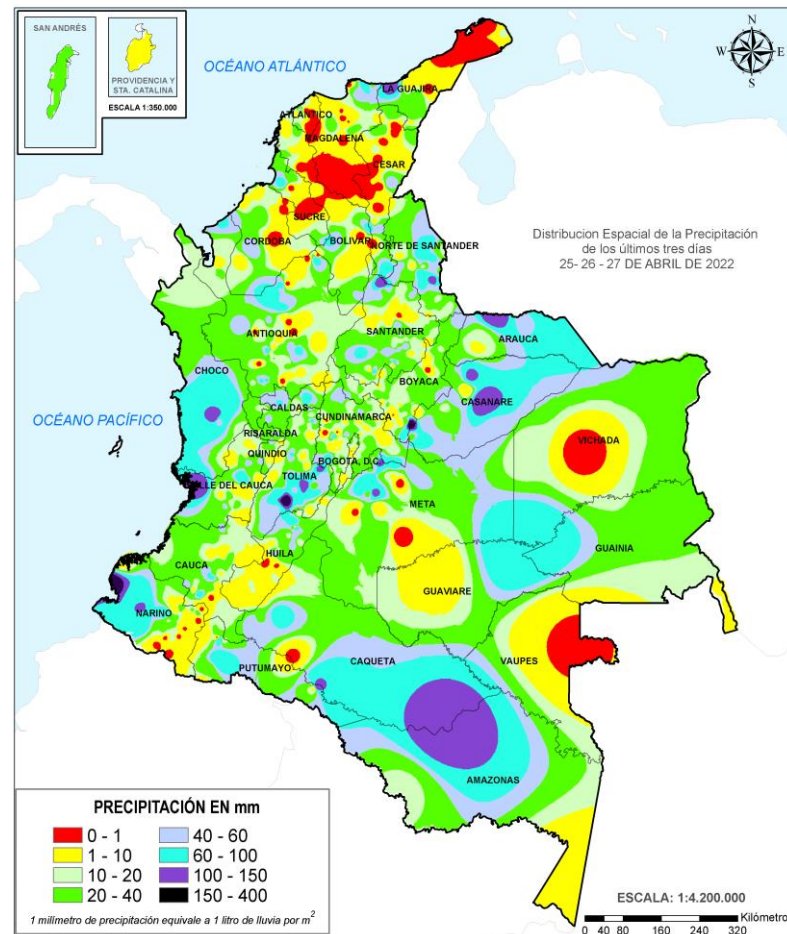 SAN ANDRÉS
PROVIDENCIA Y
STA. CATALINA
ESCALA 1:350.000
OCÉANO ATLÁNTICO
N
W
E
S
LA GUAJIRA
ATLANTICO
MAGDALENA
CESAR
SUCRE
CORDOBA
BOLIVAR
NORTE DE SANTANDER
Distribucion Espacial de la Precipitación
de los últimos tres días
25- 26 - 27 DE ABRIL DE 2022
ANTIOQUIA
SANTANDER
ARAUCA
CHOCO
BOYACA
CASANARE
CALDAS
CUNDINAMARCA
OCÉANO PACÍFICO
RISARALDA
VICHADA
QUINDIO
BOGOTA, D.C.
TOLIMA
LLE DEL CAUCA
META
GUAINIA
CAUCA
HUILA
GUAVIARE
NARINO
CAQUETA
VAUPES
PUTUMAYO
AMAZONAS
PRECIPITACIÓN EN mm
0 - 1
1 - 10
10 - 20
20 - 40
40 - 60
60 - 100
100 - 150
150 - 400
1 milímetro de precipitación equivale a 1 litro de lluvia por m²
ESCALA: 1:4.200.000
Kilómetro
0 40 80 160 240 320